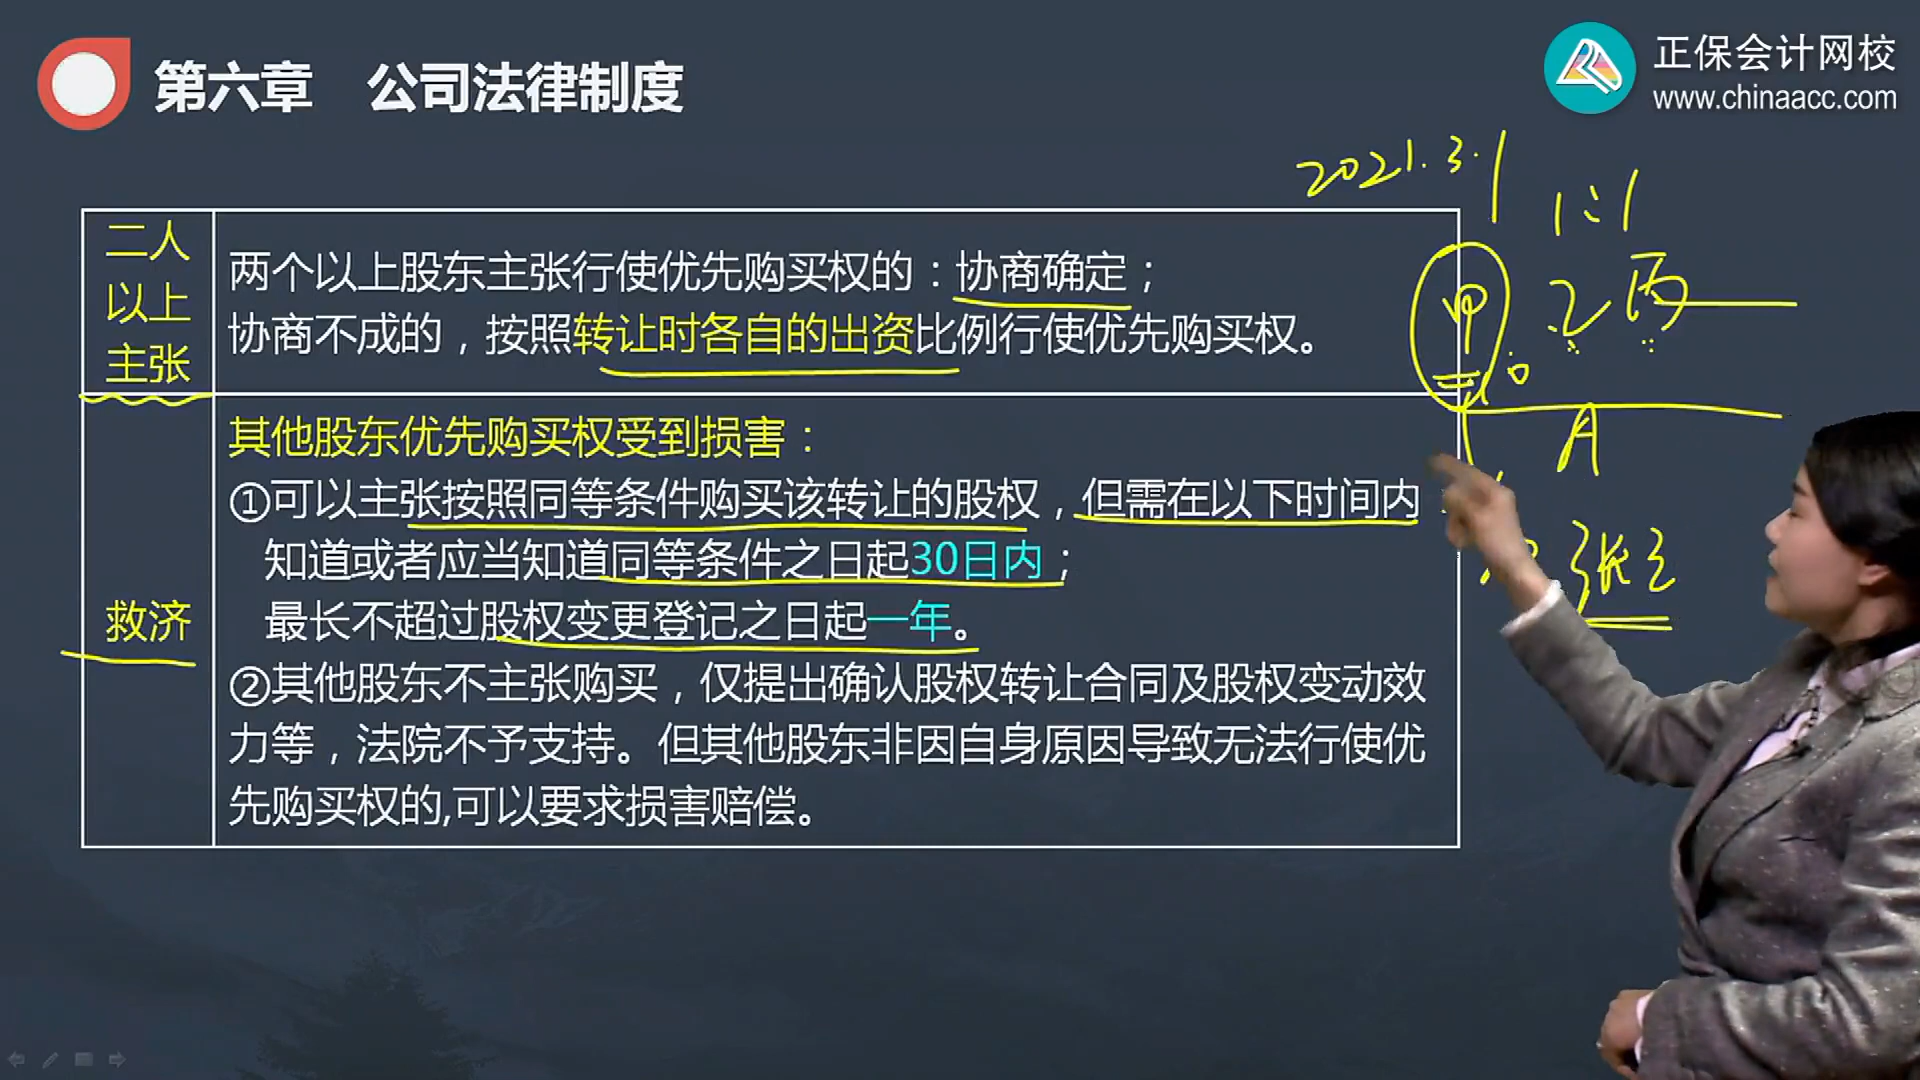 第六章 公司法律制度
正保会计网校
www.chinaacc.com
2021.3.1
1:1
二人
以上
主张
两个以上股东主张行使优先购买权的：协商确定；
协商不成的，按照转让时各自的出资比例行使优先购买权。
甲 乙 丙
A
张三
救济
其他股东优先购买权受到损害：
①可以主张按照同等条件购买该转让的股权，但需在以下时间内
知道或者应当知道同等条件之日起30日内；
最长不超过股权变更登记之日起一年。
②其他股东不主张购买，仅提出确认股权转让合同及股权变动效
力等，法院不予支持。但其他股东非因自身原因导致无法行使优
先购买权的,可以要求损害赔偿。